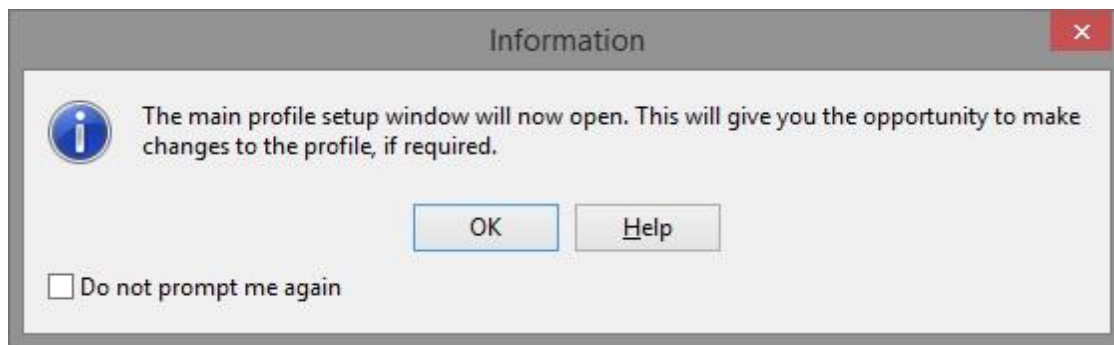 Information
The main profile setup window will now open. This will give you the opportunity to make
changes to the profile, if required.
OK
Help
Do not prompt me again